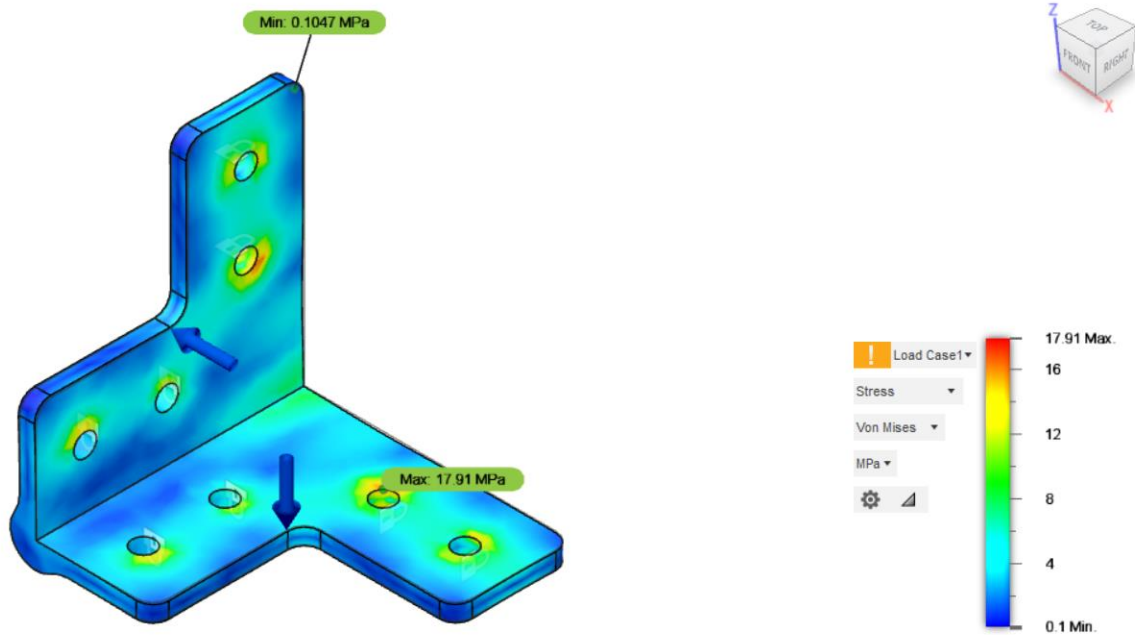 Min: 0.1047 MPa
Z
TOP
FRONT
RIGHT
X
17.91 Max.
! Load Case1
16
Stress
Von Mises
12
MPa
Max: 17.91 MPa
8
4
0.1 Min.